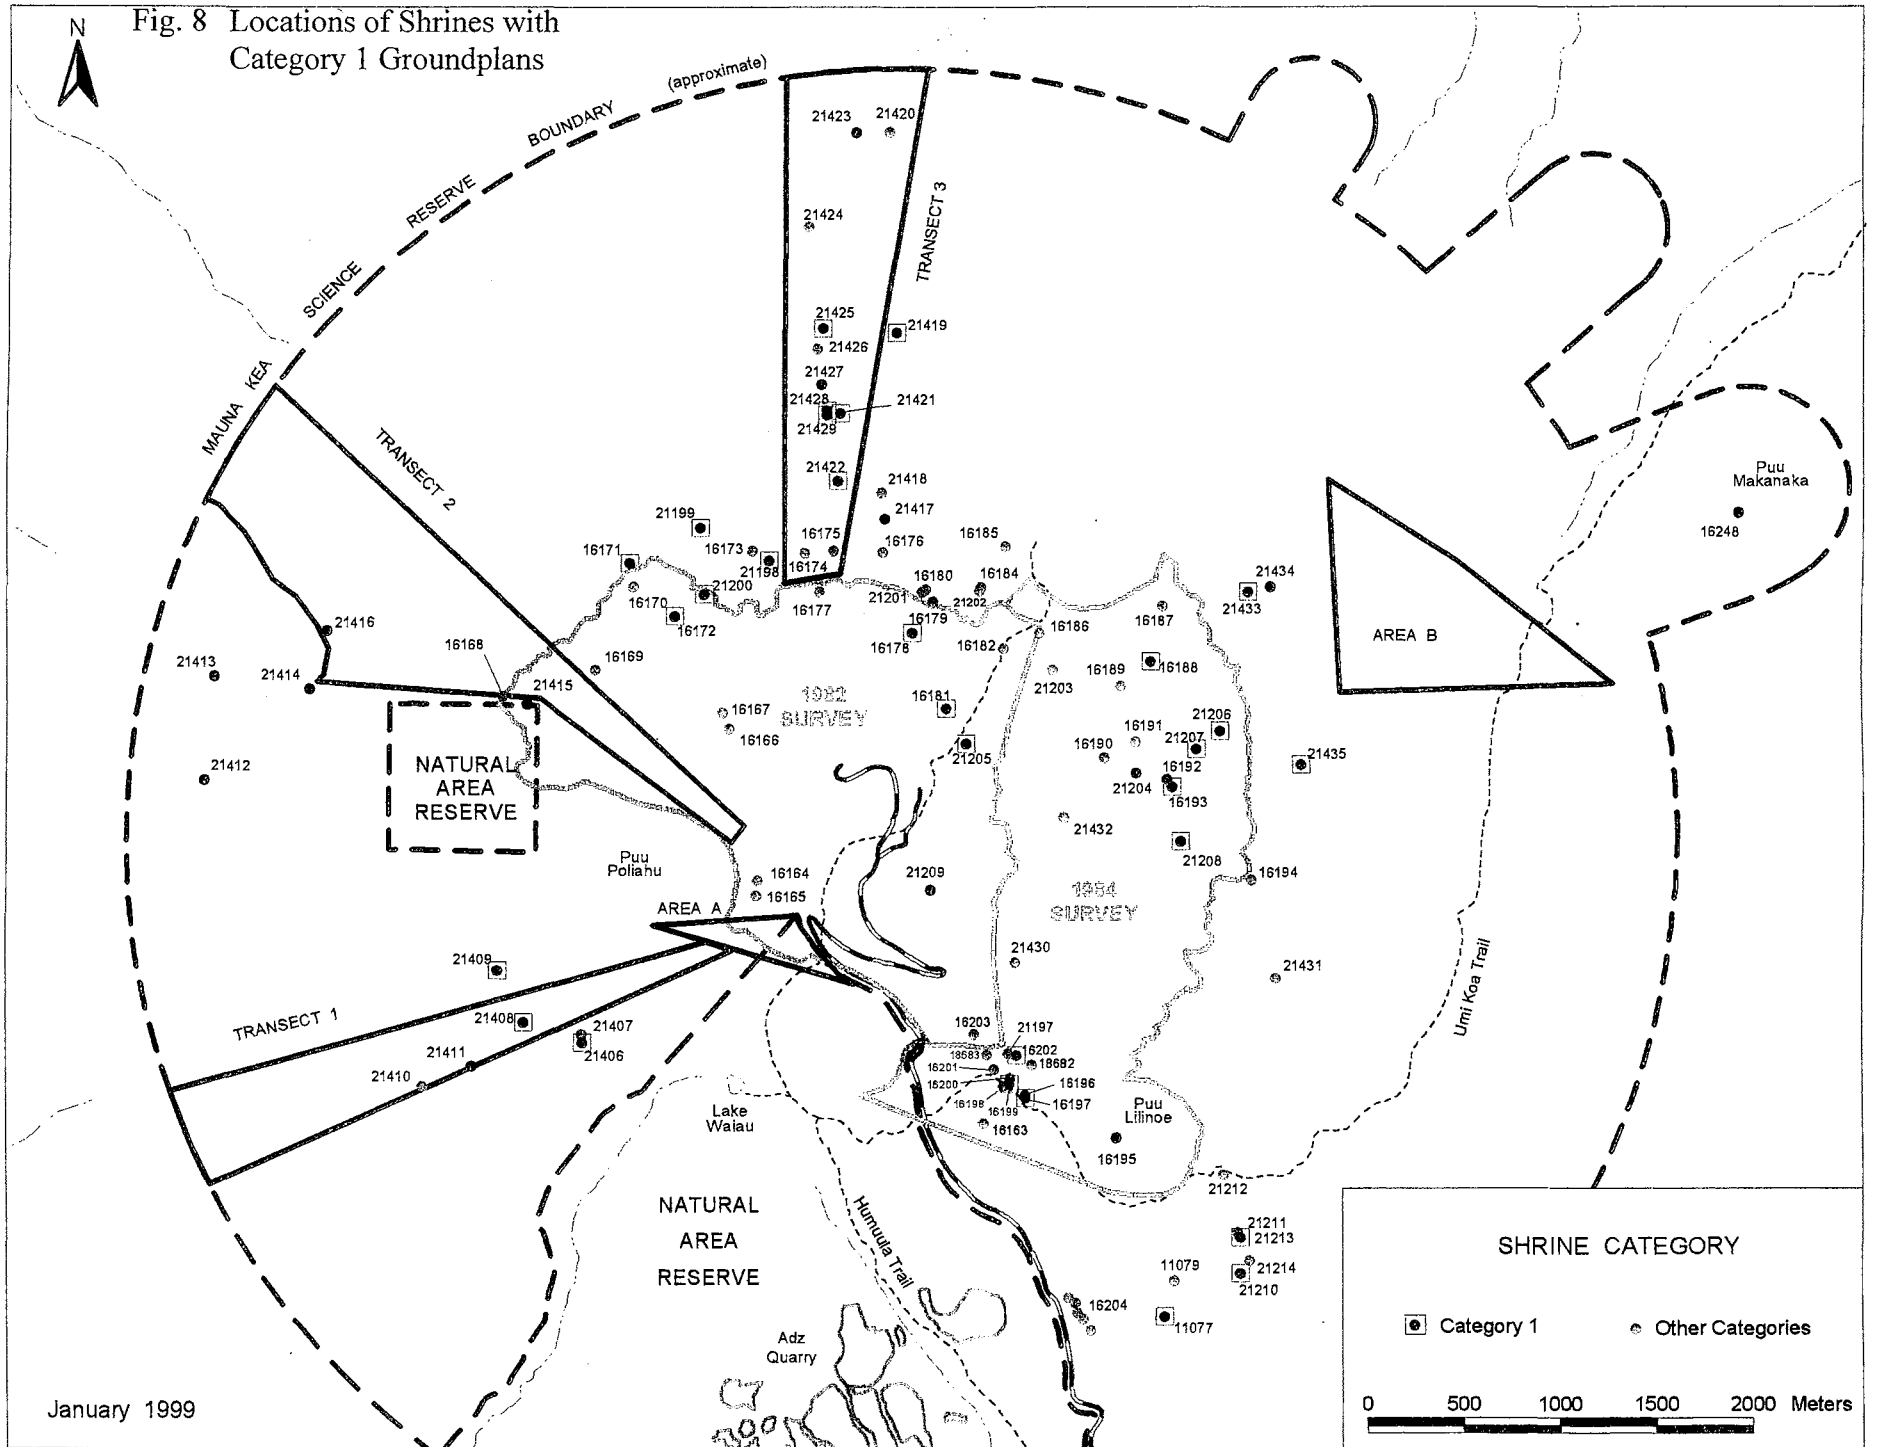 N
Fig. 8 Locations of Shrines with
Category 1 Groundplans
(approximate)
BOUNDARY
RESERVE
SCIENCE
KEA
MAUNA
21423
21420
21424
TRANSECT 3
21425
21419
21426
21427
21428
21421
21429
TRANSECT 2
21422
21418
21417
Puu
Makanaka
16248
21199
16173
16175
16176
16185
16171
21198
16174
16170
21200
16177
16180
16184
21201
21202
16179
21434
21433
16172
16178
16182
16186
16187
AREA B
21416
16168
16169
21413
21414
21415
16189
16188
21203
1982
SURVEY
16167
16166
16181
21205
16191
21206
21207
16190
16192
21204
16193
21435
21412
NATURAL
AREA
RESERVE
21432
21208
Puu
Poliahu
16164
16165
21209
16194
1984
SURVEY
AREA A
21409
21430
21431
TRANSECT 1
21408
21407
21406
21411
21410
Umi Koa Trail
16203
21197
18683
16202
18682
16201
16200
16196
16198
16199
16197
16163
Lake
Waiau
Puu
Lilinoe
16195
21212
NATURAL
AREA
RESERVE
Humuula Trail
21211
21213
21214
21210
11079
16204
11077
Adz
Quarry
SHRINE CATEGORY
Category 1
Other Categories
0 500 1000 1500 2000 Meters
January 1999